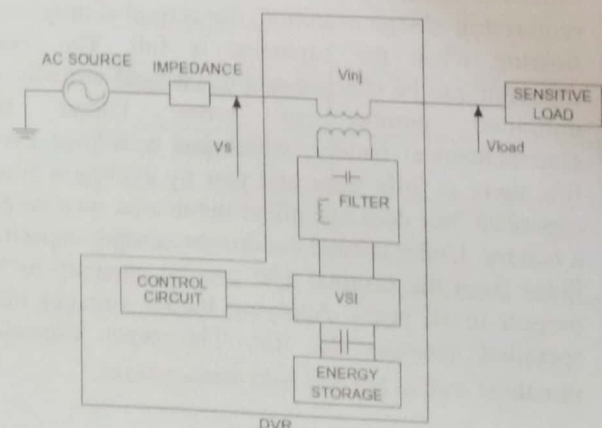 AC SOURCE
IMPEDANCE
Vinj
SENSITIVE
LOAD
Vs
Vload
FILTER
CONTROL
CIRCUIT
VSI
ENERGY
STORAGE
DVR